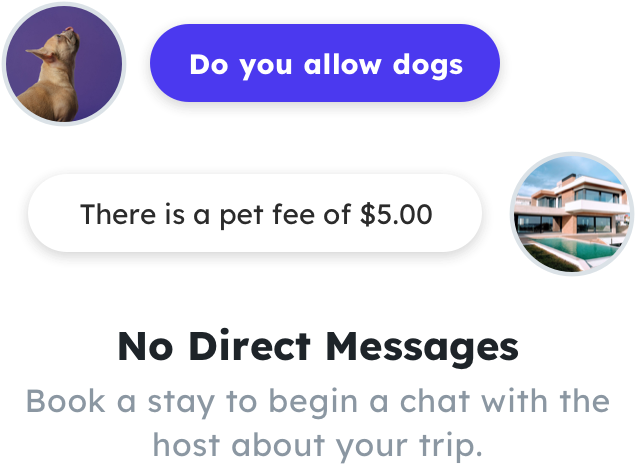 Do you allow dogs
There is a pet fee of $5.00
No Direct Messages
Book a stay to begin a chat with the
host about your trip.